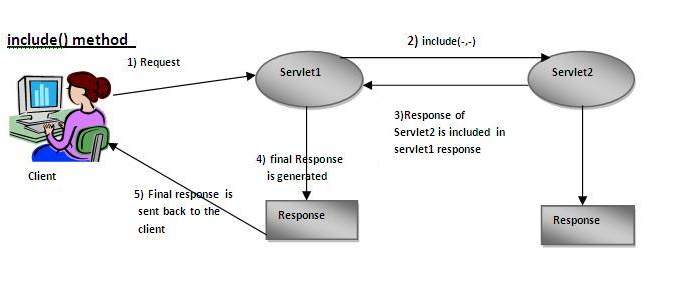 include() method
1) Request
2) include(-,-)
Servlet1
Servlet2
3)Response of
Servlet2 is included in
servlet1 response
4) final Response
is generated
Client
5) Final response is
sent back to the
client
Response
Response